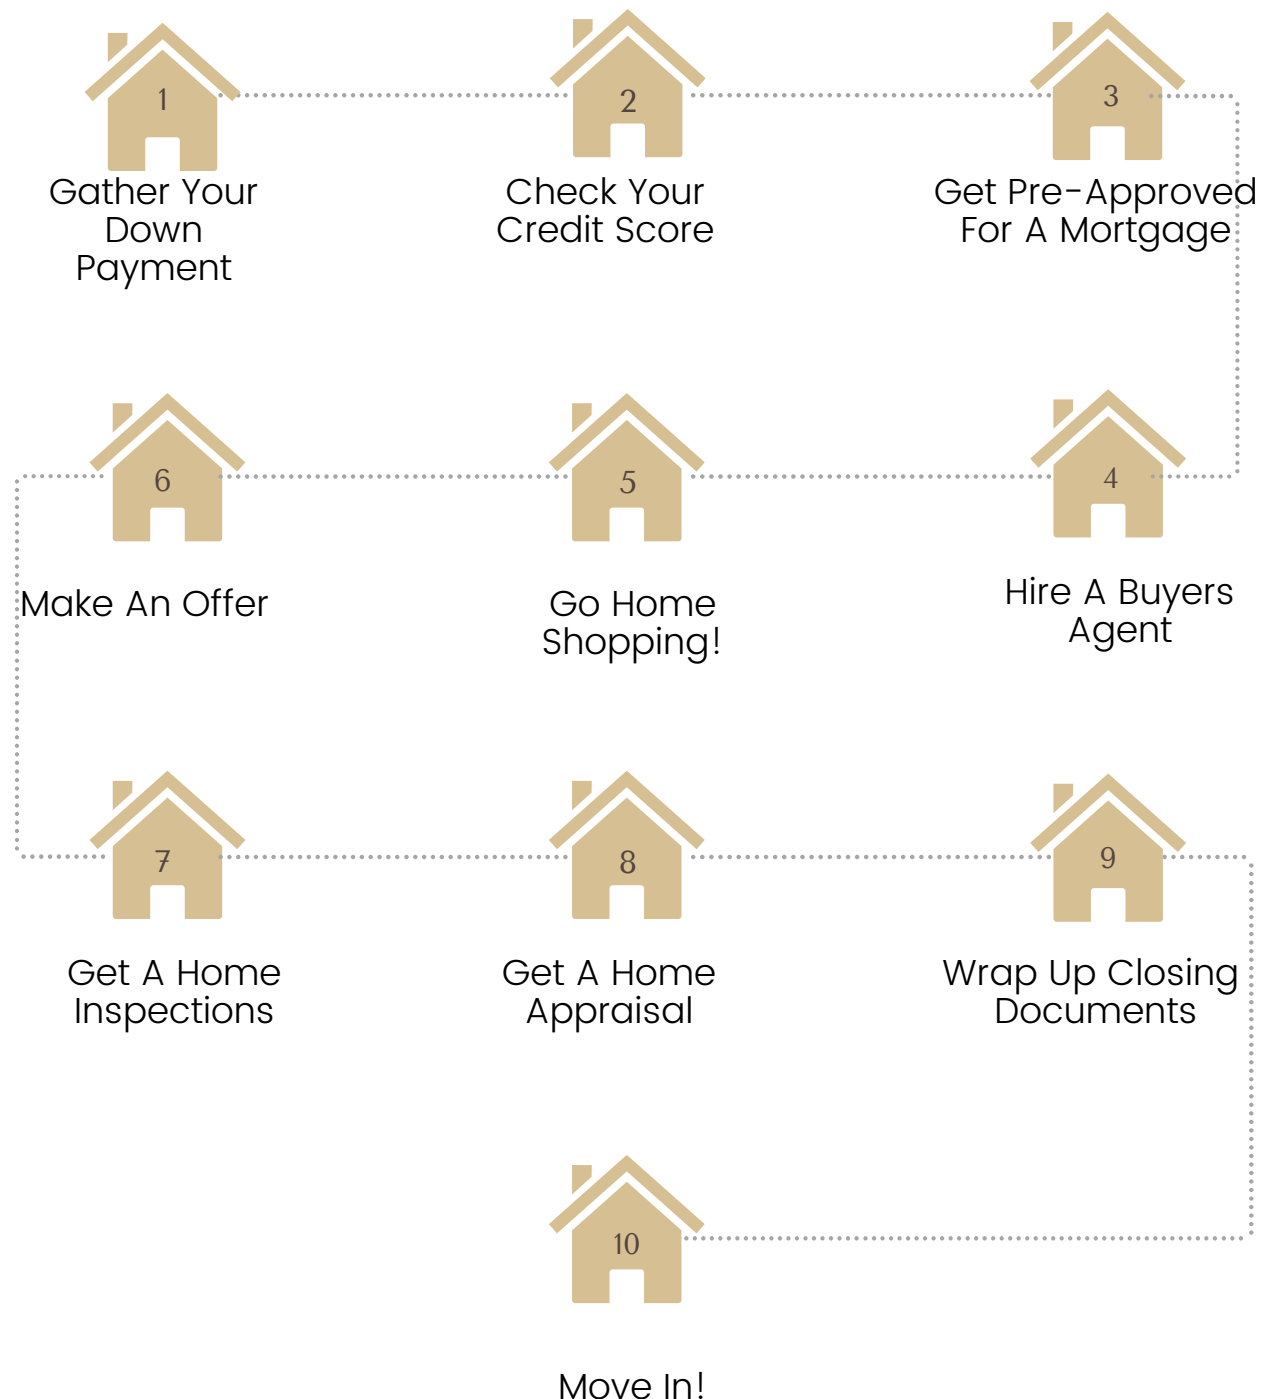 1
Gather Your
Down
Payment
2
Check Your
Credit Score
3
Get Pre-Approved
For A Mortgage
4
Hire A Buyers
Agent
5
Go Home
Shopping!
6
Make An Offer
7
Get A Home
Inspections
8
Get A Home
Appraisal
9
Wrap Up Closing
Documents
10
Move In!